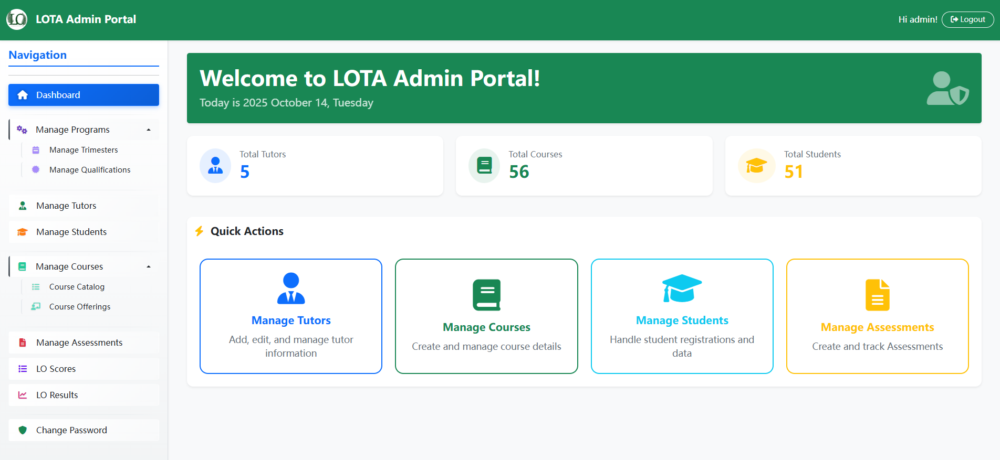 LO
LOTA Admin Portal
Hi admin!
Logout
Navigation
Dashboard
Manage Programs
Manage Trimesters
Manage Qualifications
Manage Tutors
Manage Students
Manage Courses
Course Catalog
Course Offerings
Manage Assessments
LO Scores
LO Results
Change Password
Welcome to LOTA Admin Portal!
Today is 2025 October 14, Tuesday
Total Tutors
5
Total Courses
56
Total Students
51
Quick Actions
Manage Tutors
Add, edit, and manage tutor
information
Manage Courses
Create and manage course details
Manage Students
Handle student registrations and
data
Manage Assessments
Create and track Assessments